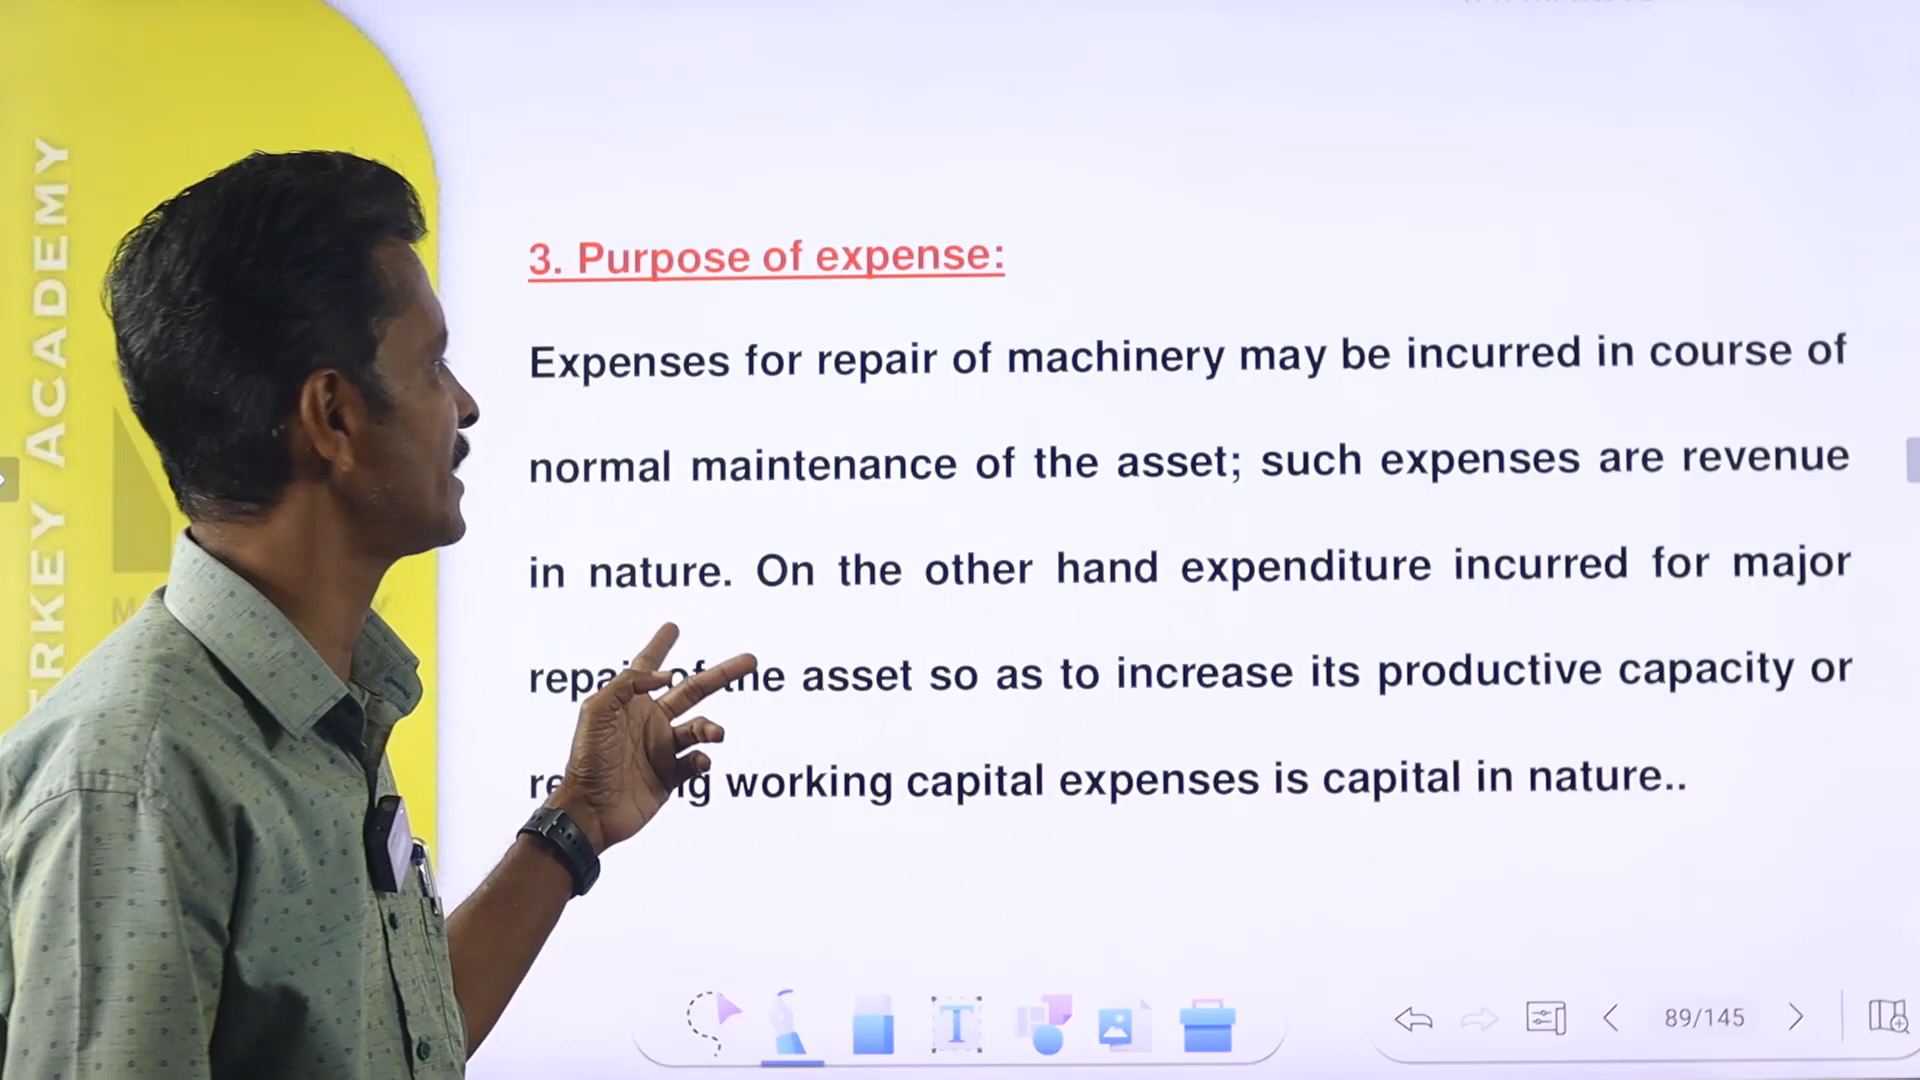 3. Purpose of expense:
Expenses for repair of machinery may be incurred in course of
normal maintenance of the asset; such expenses are revenue
in nature. On the other hand expenditure incurred for major
the asset so as to increase its productive capacity or
working capital expenses is capital in nature..
ACADEMY
T
89/145